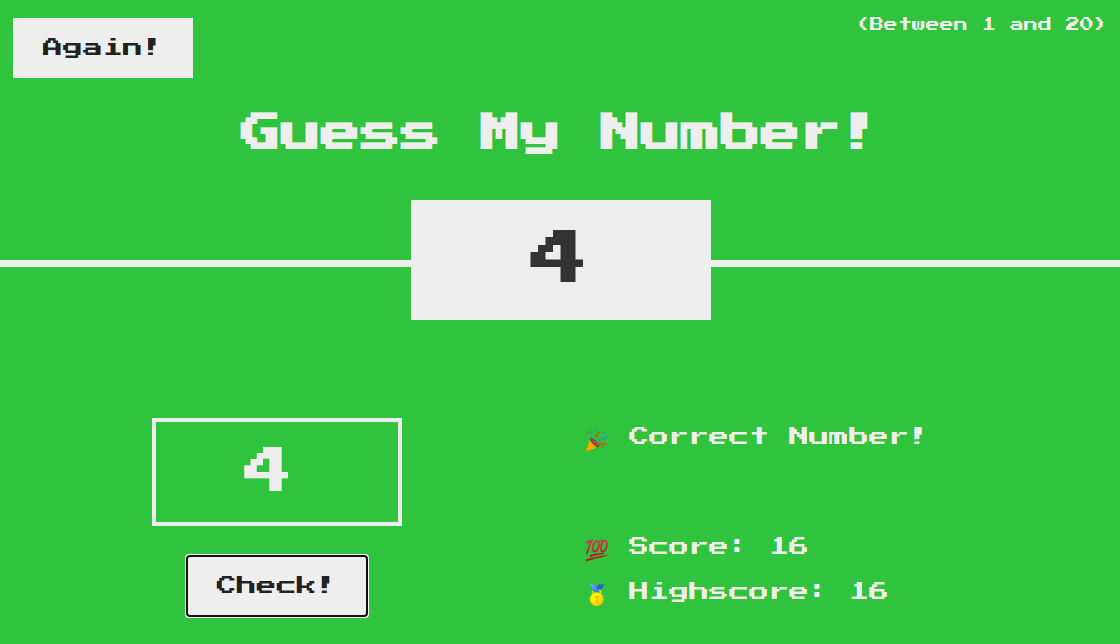 Again!
(Between 1 and 20)
Guess My Number!
4
4
Check!
🎉 Correct Number!
💯 Score: 16
🥇 Highscore: 16